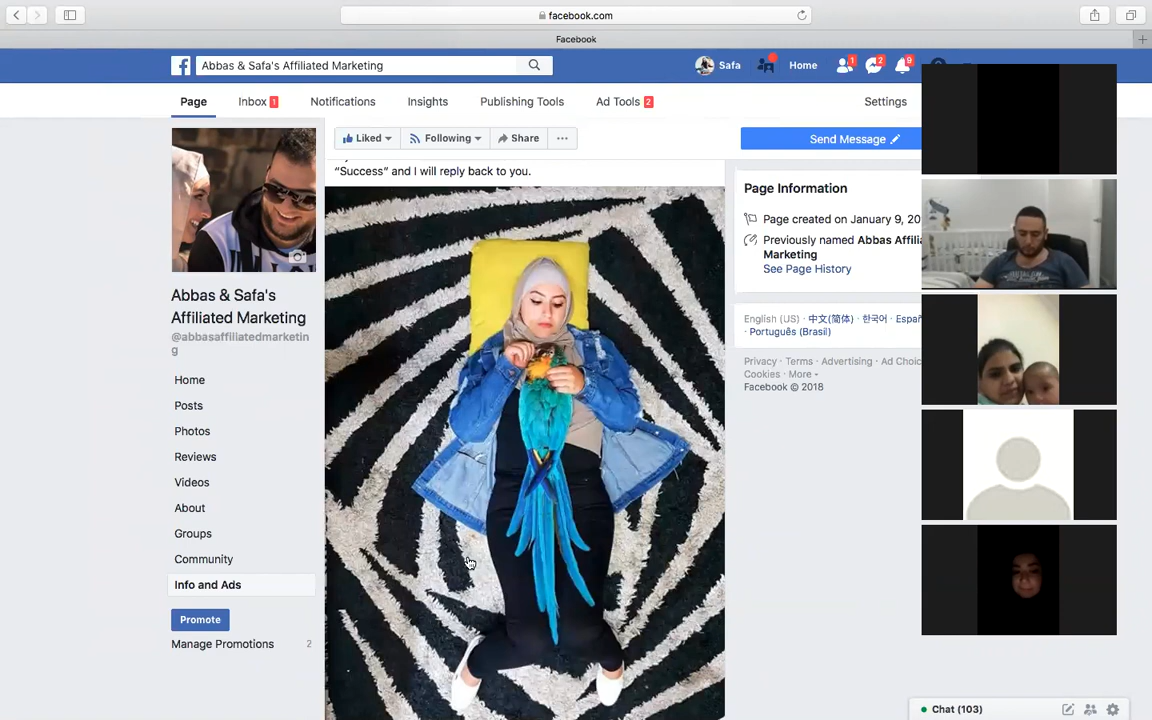 facebook.com
Facebook
Abbas & Safa's Affiliated Marketing
Safa
Home
1
2
9
Page
Inbox 1
Notifications
Insights
Publishing Tools
Ad Tools 2
Settings
Liked
Following
Share
Send Message
"Success" and I will reply back to you.
Page Information
Page created on January 9, 20
Previously named Abbas Affilia
Marketing
See Page History
English (US) · 中文(简体) · 한국어 · Españ
· Português (Brasil)
Privacy · Terms · Advertising · Ad Choic
Cookies · More
Facebook © 2018
Abbas & Safa's
Affiliated Marketing
@abbasaffiliatedmarketin
g
Home
Posts
Photos
Reviews
Videos
About
Groups
Community
Info and Ads
Promote
Manage Promotions 2
Chat (103)